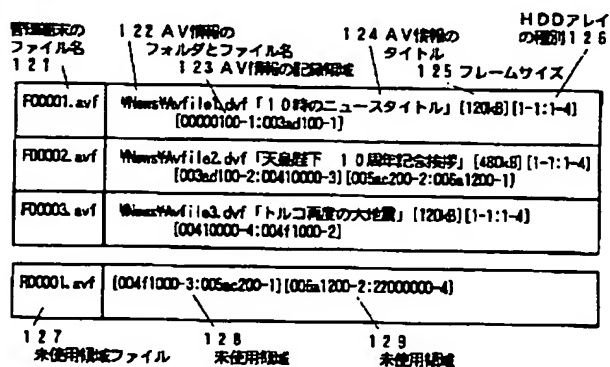 管理端末の
ファイル名
121
122 AV情報の
フォルダとファイル名
123 AV情報の記録領域
124 AV情報の
タイトル
125 フレームサイズ
HDDアレイ
の種別126
F00001.avf ¥News¥Avfile1.dvf「10時のニュースタイトル」[120kB][1-1:1-4]
[00000100-1:003ad100-1]
F00002.avf ¥News¥Avfile2.dvf「天皇陛下 10周年記念挨拶」[480kB][1-1:1-4]
[003ad100-2:00410000-3][005ac200-2:006a1200-1]
F00003.avf ¥News¥Avfile3.dvf「トルコ再度の大地震」[120kB][1-1:1-4]
[00410000-4:004f1000-2]
R00001.avf [004f1000-3:005ac200-1][006a1200-2:22000000-4]
127
未使用領域ファイル
128
未使用領域
129
未使用領域